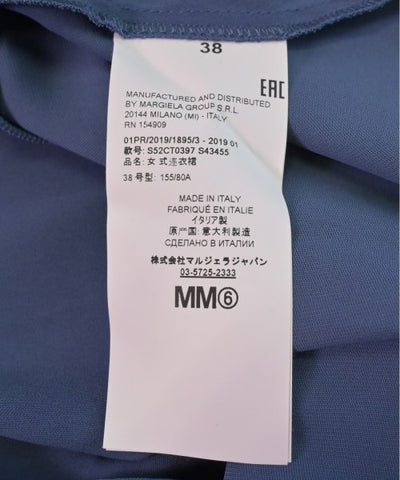 38
EAC
MANUFACTURED AND DISTRIBUTED
BY MARGIELA GROUP S.R.L.
20144 MILANO (MI) - ITALY
RN 154909
01PR/2019/1895/3 - 2019 01
款号: S52CT0397 S43455
品名: 女式连衣裙
38 号型: 155/80A
MADE IN ITALY
FABRIQUÉ EN ITALIE
イタリア製
原产国: 意大利制造
СДЕЛАНО В ИТАЛИИ
株式会社マルジェラジャパン
03-5725-2333
MM⑥